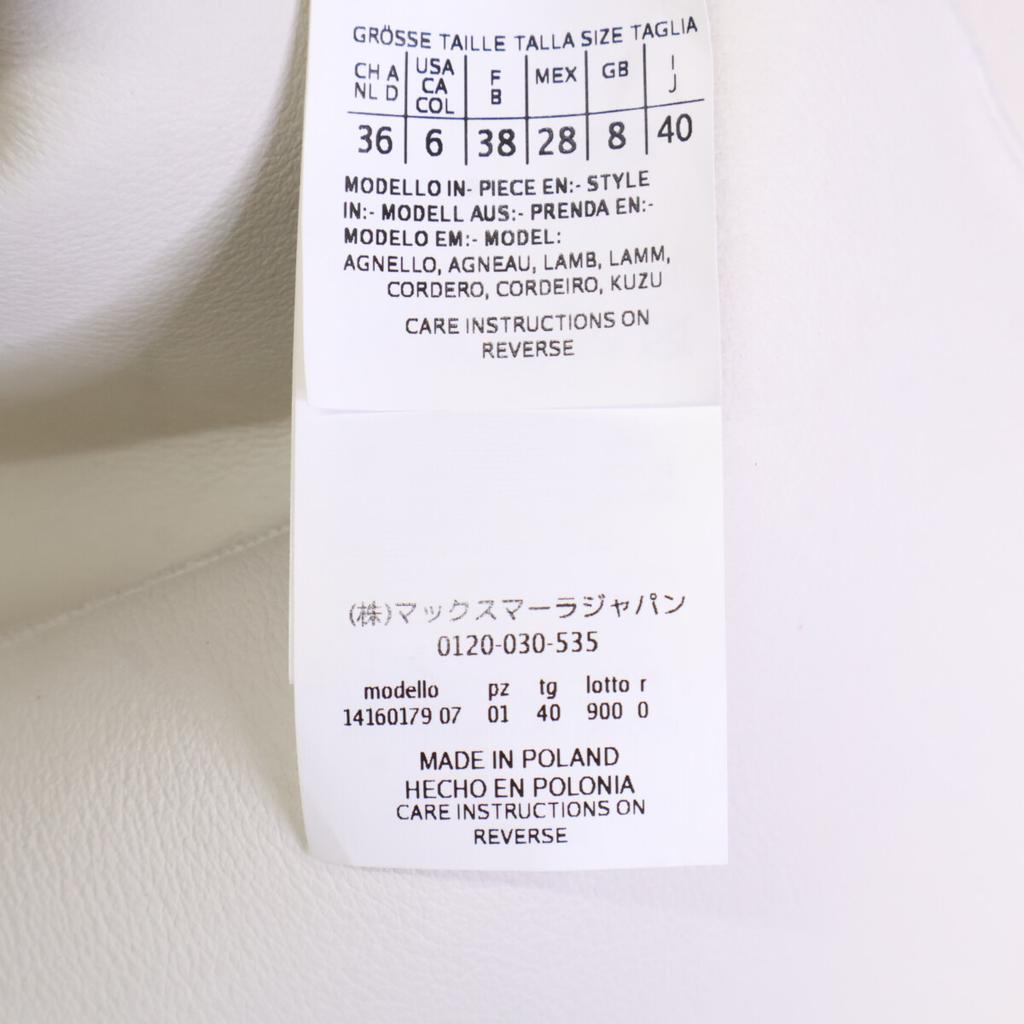 GRÖSSE TAILLE TALLA SIZE TAGLIA
CH A NL D USA CA COL F B MEX GB I J
36 6 38 28 8 40
MODELLO IN- PIECE EN:- STYLE
IN:- MODELL AUS:- PRENDA EN:-
MODELO EM:- MODEL:
AGNELLO, AGNEAU, LAMB, LAMM,
CORDERO, CORDEIRO, KUZU
CARE INSTRUCTIONS ON
REVERSE
(株)マックスマーラジャパン
0120-030-535
modello pz tg lotto r
14160179 07 01 40 900 0
MADE IN POLAND
HECHO EN POLONIA
CARE INSTRUCTIONS ON
REVERSE